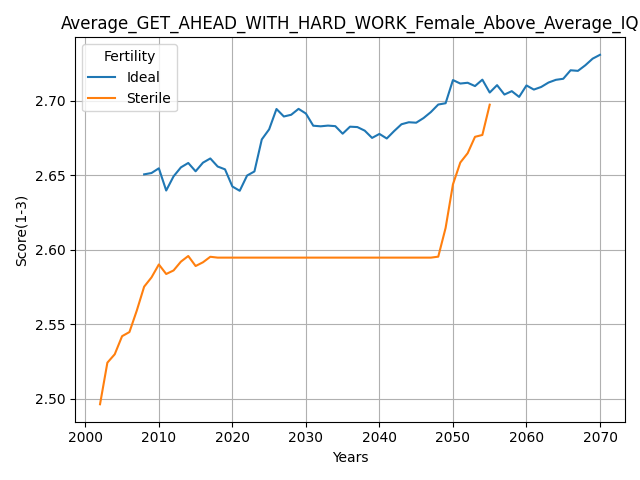 Average_GET_AHEAD_WITH_HARD_WORK_Female_Above_Average_IQ
Fertility
Ideal
Sterile
Score(1-3)
2.70
2.65
2.60
2.55
2.50
2000 2010 2020 2030 2040 2050 2060 2070
Years